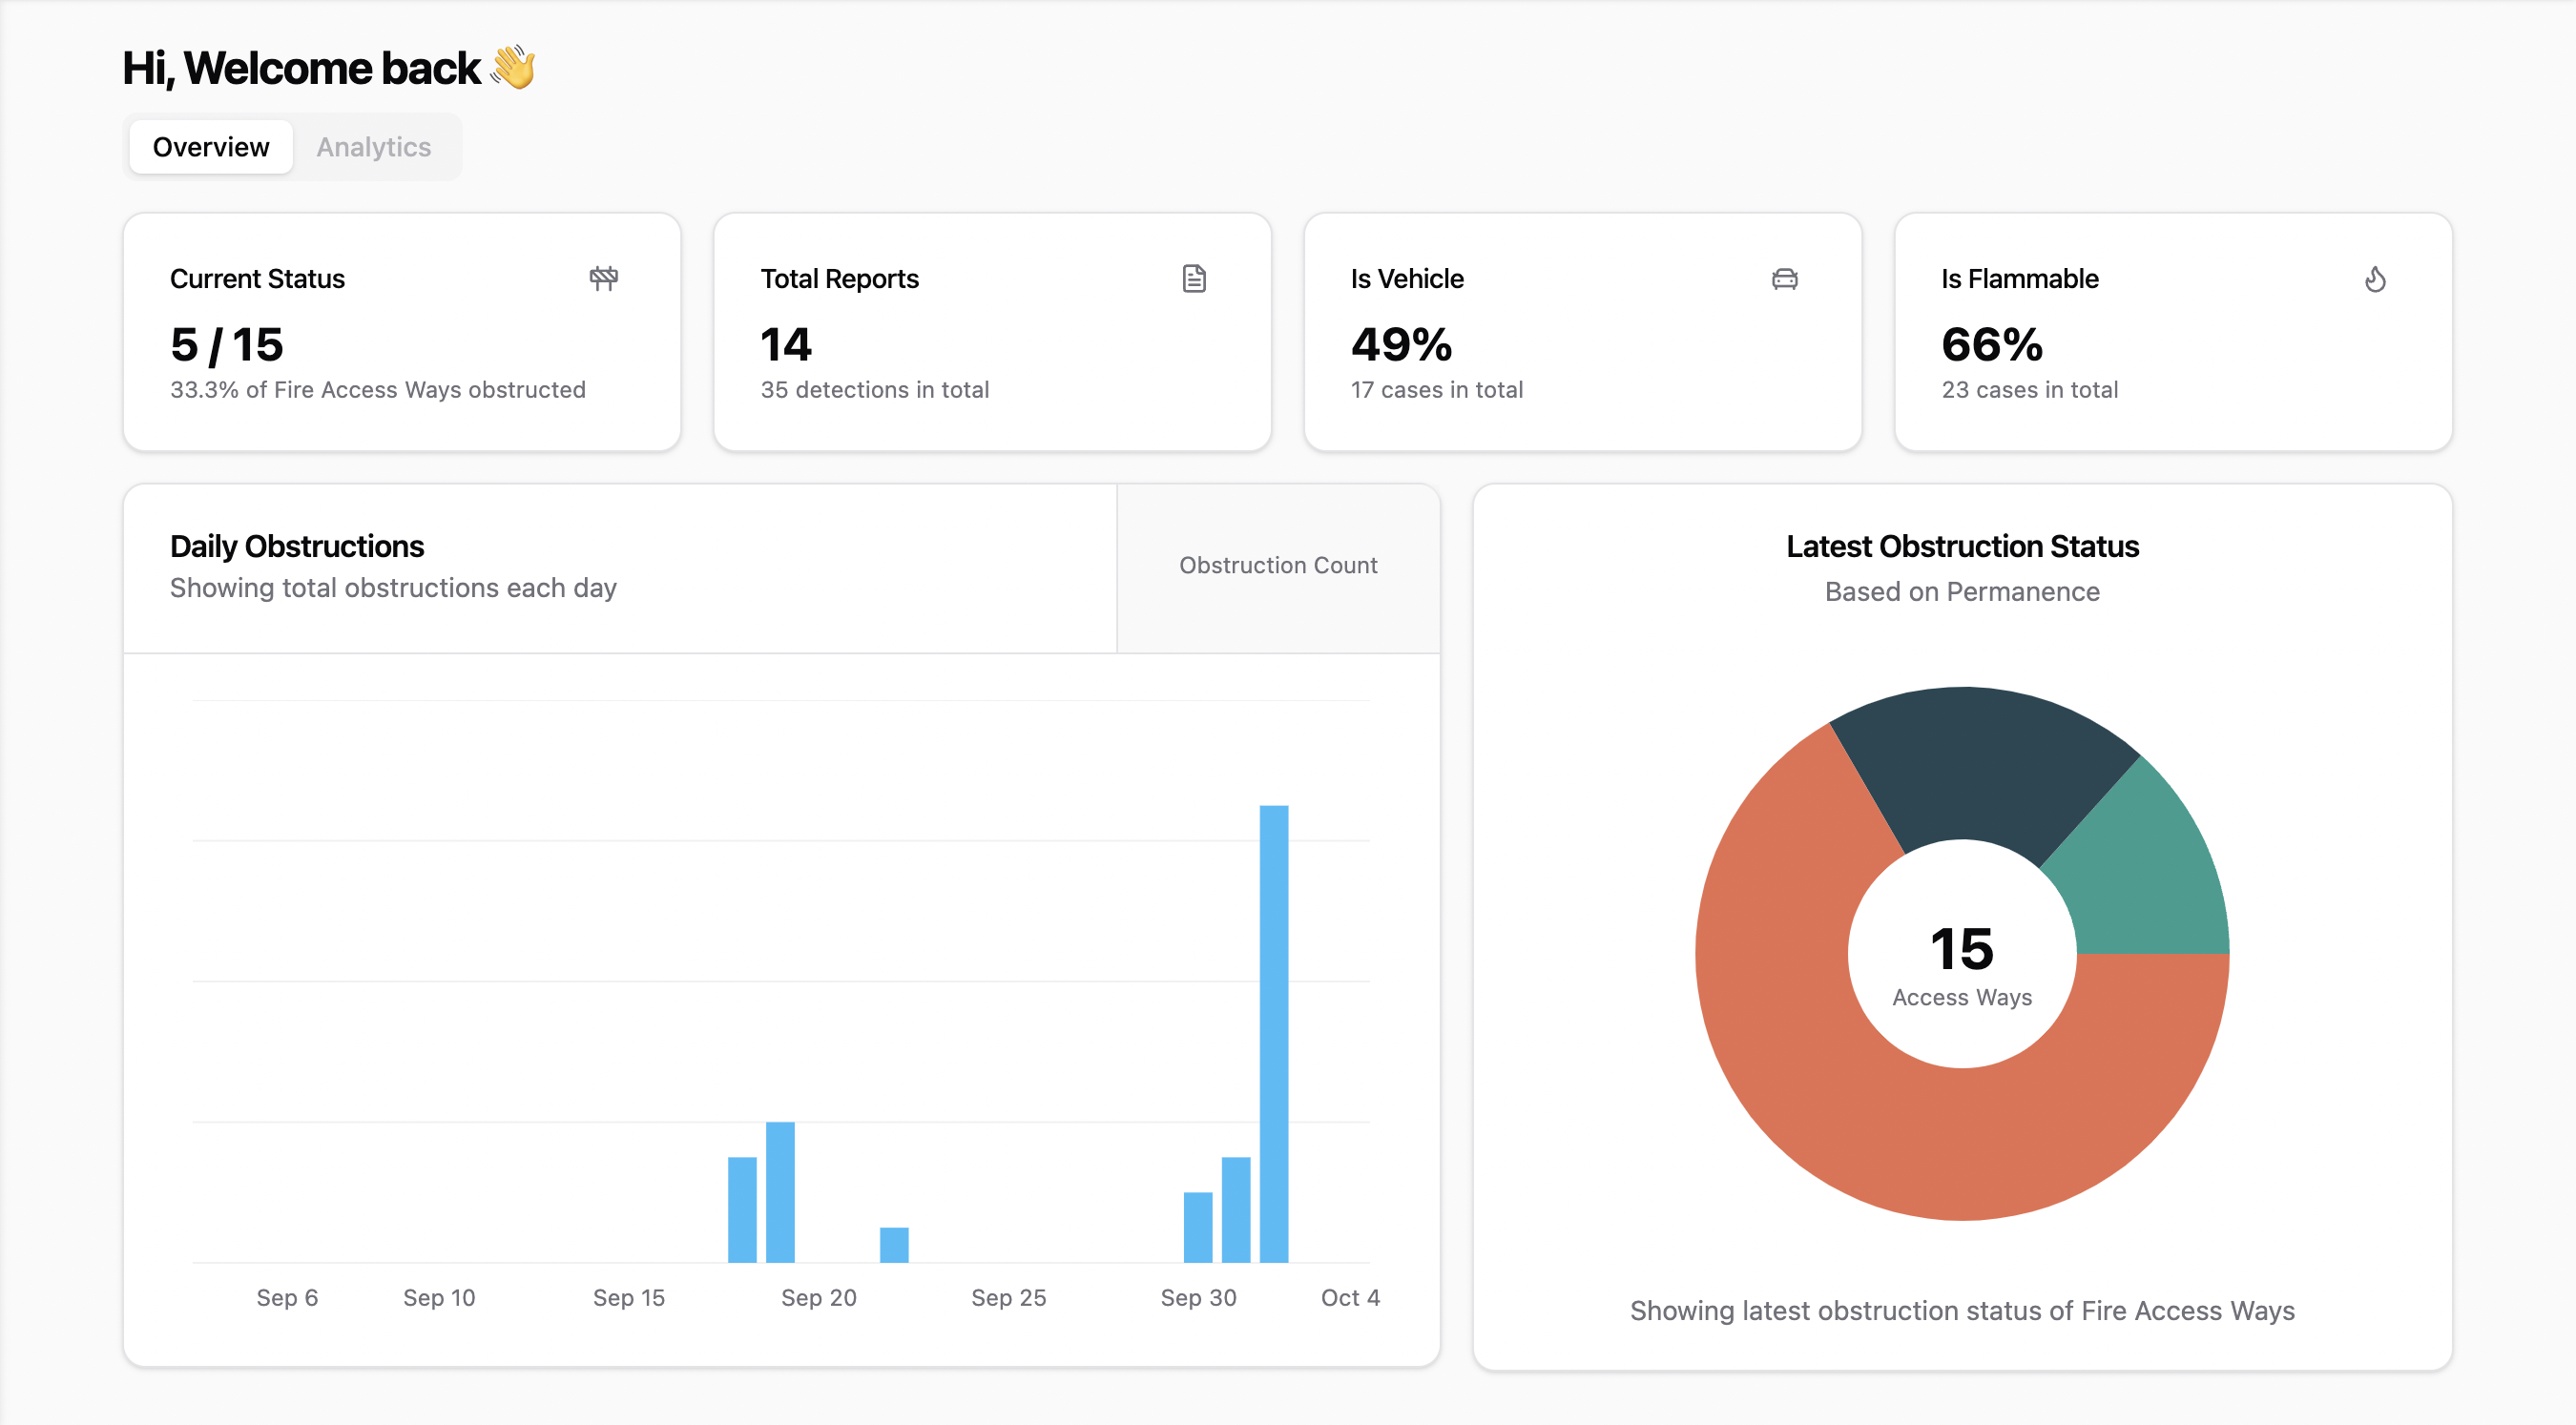 Hi, Welcome back 👋
Overview
Analytics
Current Status
5 / 15
33.3% of Fire Access Ways obstructed
Total Reports
14
35 detections in total
Is Vehicle
49%
17 cases in total
Is Flammable
66%
23 cases in total
Daily Obstructions
Showing total obstructions each day
Obstruction Count
Sep 6 Sep 10 Sep 15 Sep 20 Sep 25 Sep 30 Oct 4
Latest Obstruction Status
Based on Permanence
15
Access Ways
Showing latest obstruction status of Fire Access Ways